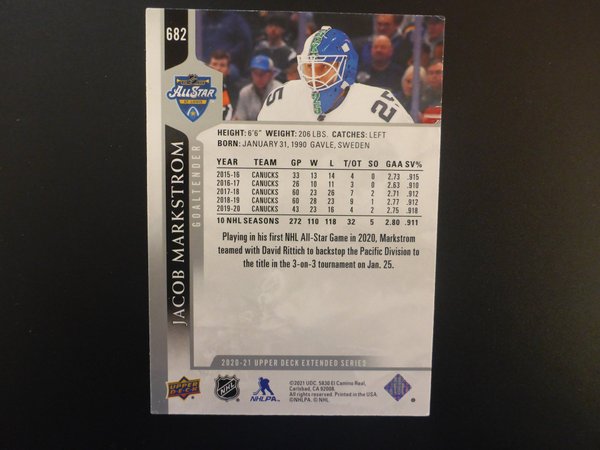 682
ALL STAR
ST. LOUIS
25
JACOB MARKSTROM
GOALTENDER
HEIGHT: 6'6" WEIGHT: 206 LBS. CATCHES: LEFT
BORN: JANUARY 31, 1990 GAVLE, SWEDEN
YEAR TEAM GP W L T/OT SO GAA SV%
2015-16 CANUCKS 33 13 14 4 0 2.73 .915
2016-17 CANUCKS 26 10 11 3 0 2.63 .910
2017-18 CANUCKS 60 23 26 7 2 2.71 .912
2018-19 CANUCKS 60 28 23 9 1 2.77 .912
2019-20 CANUCKS 43 23 16 4 2 2.75 .918
10 NHL SEASONS 272 110 118 32 5 2.80 .911
Playing in his first NHL All-Star Game in 2020, Markstrom
teamed with David Rittich to backstop the Pacific Division to
the title in the 3-on-3 tournament on Jan. 25.
2020-21 UPPER DECK EXTENDED SERIES
UPPER DECK
NHL
NHLPA
©2021 UDC. 5830 El Camino Real,
Carlsbad, CA 92008.
All rights reserved. Printed in the USA.
©NHLPA. © NHL.